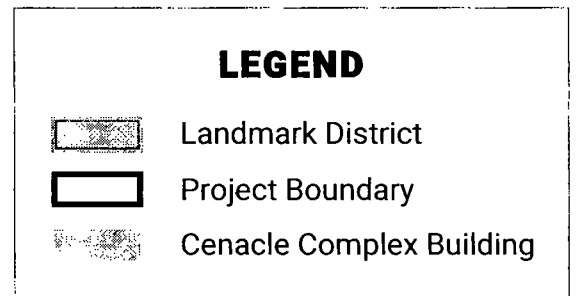 LEGEND
Landmark District
Project Boundary
Cenacle Complex Building